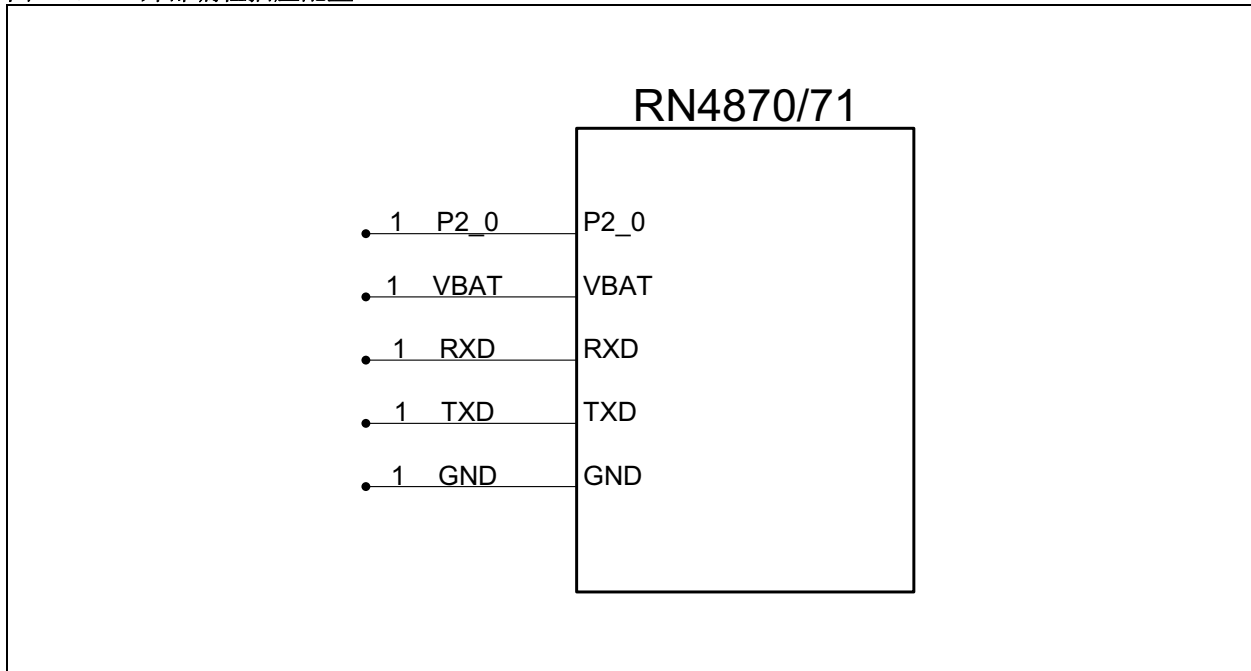 RN4870/71
1 P2_0 P2_0
1 VBAT VBAT
1 RXD RXD
1 TXD TXD
1 GND GND